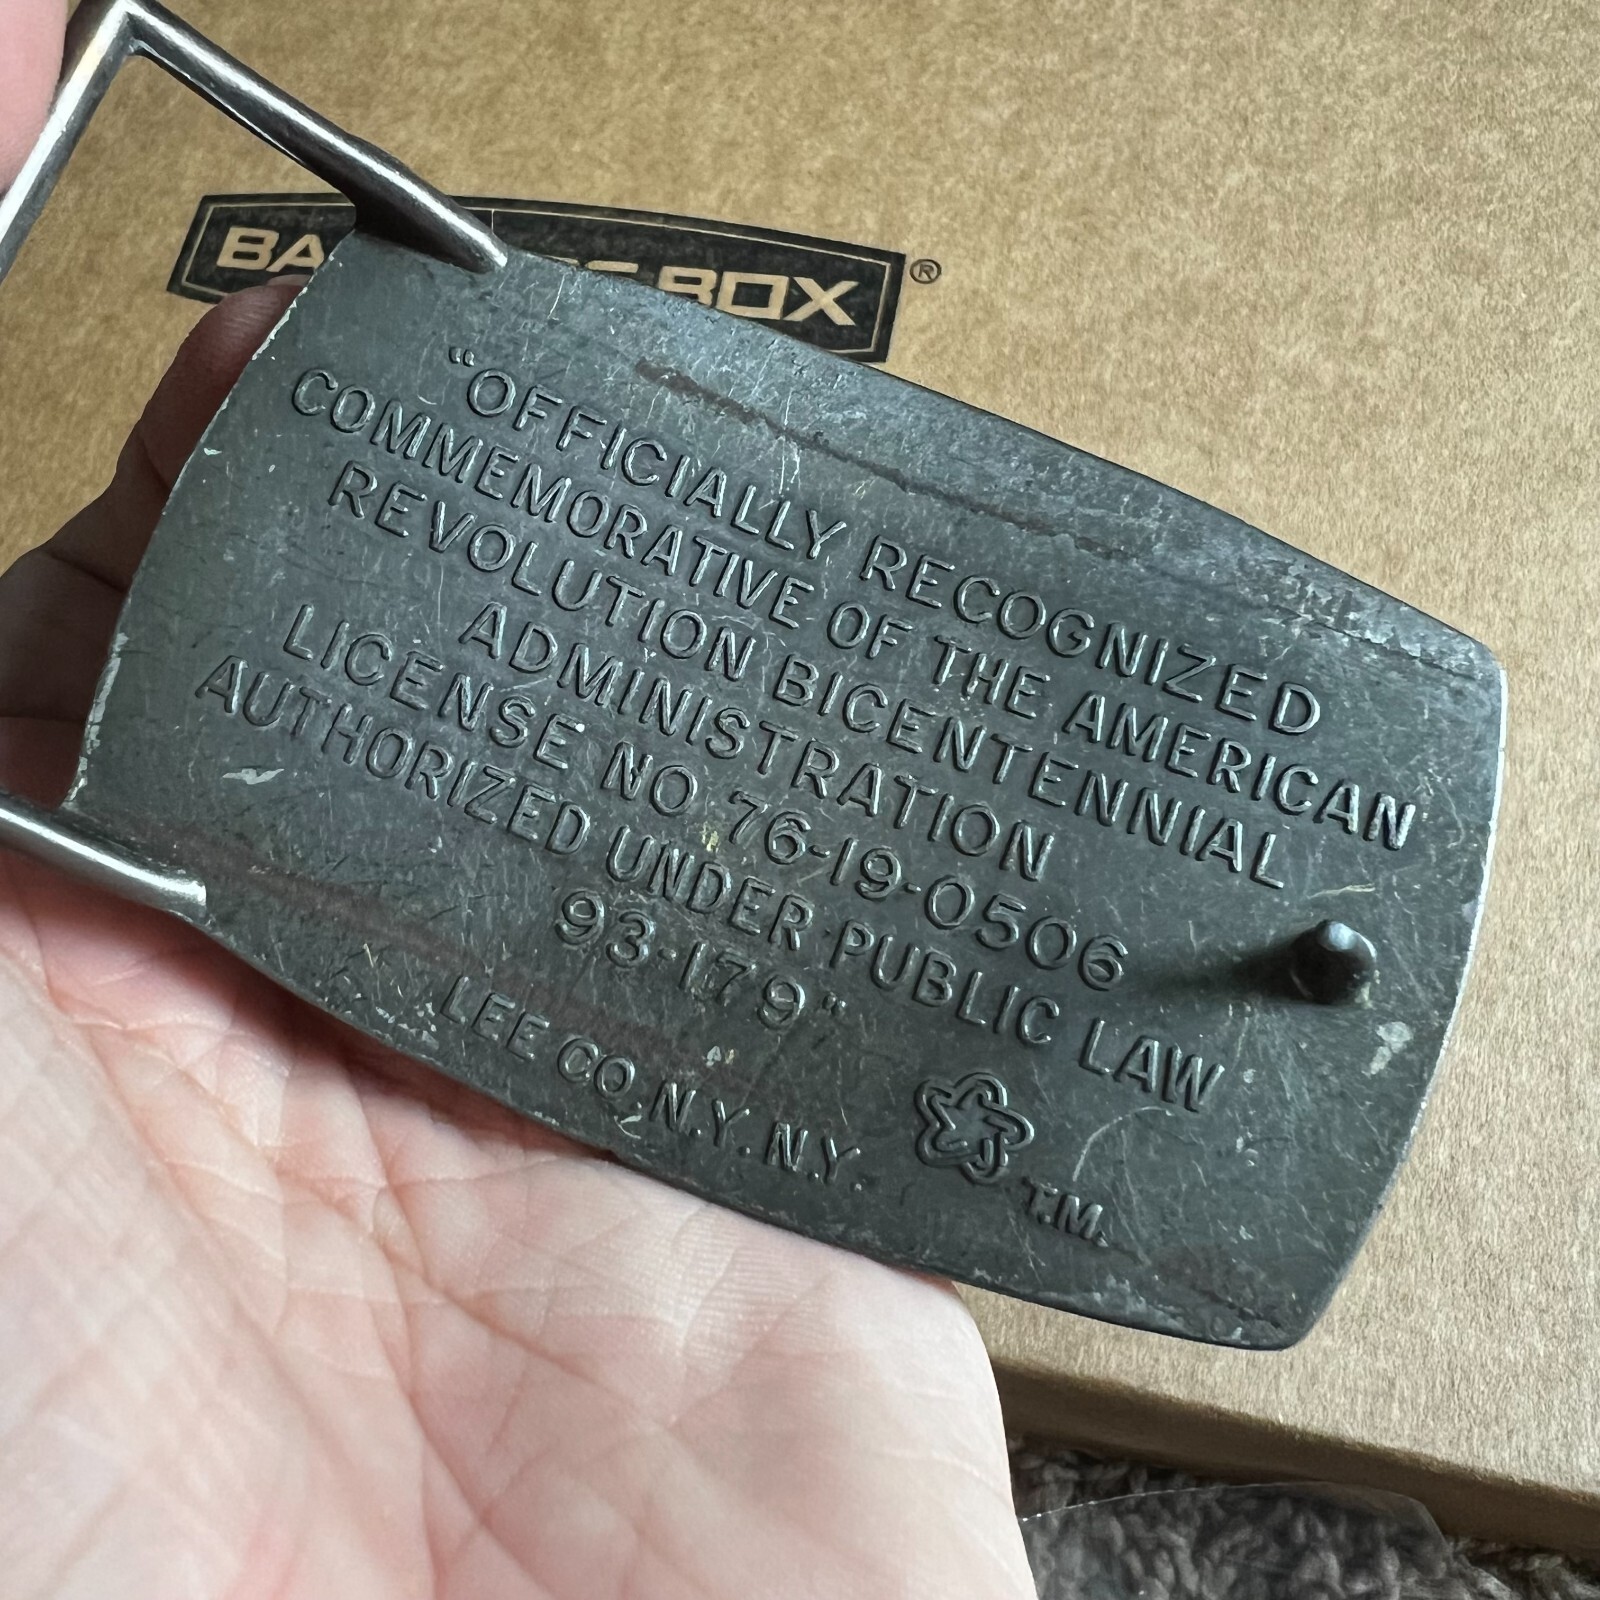 BA BOX ®
"OFFICIALLY RECOGNIZED
COMMEMORATIVE OF THE AMERICAN
REVOLUTION BICENTENNIAL
ADMINISTRATION
LICENSE NO 76-19-0506
AUTHORIZED UNDER PUBLIC LAW
93-179"
LEE CO. N.Y. N.Y.
T.M.